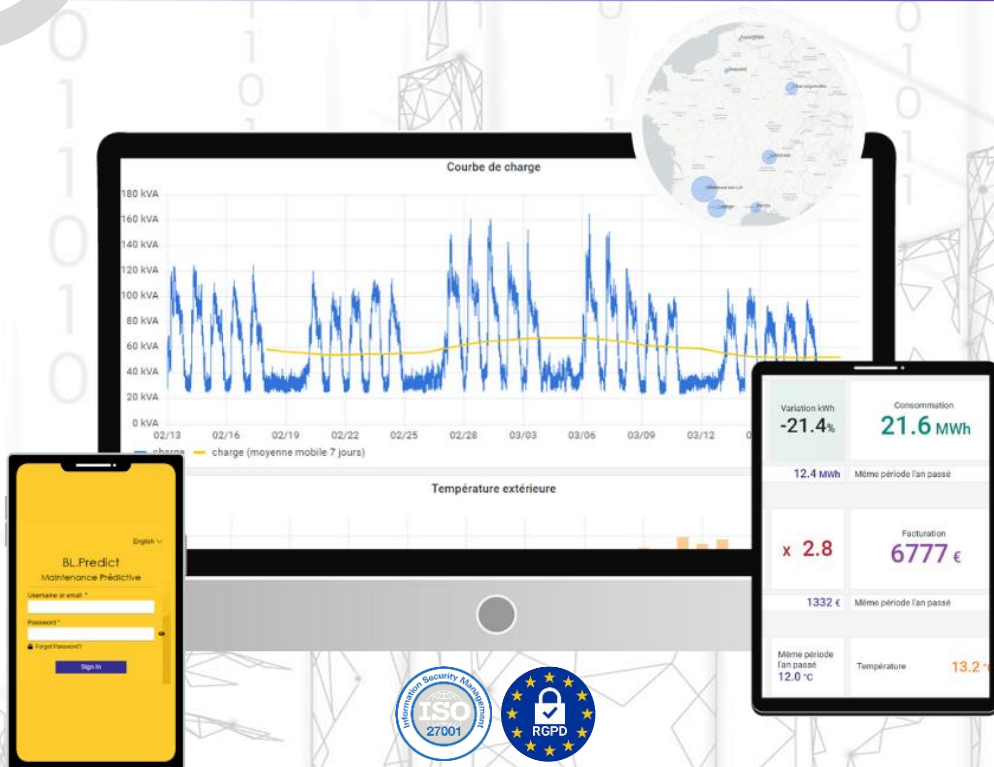 Courbe de charge
180 kVA
160 kVA
140 kVA
120 kVA
100 kVA
80 kVA
60 kVA
40 kVA
20 kVA
0 kVA
02/13 02/16 02/19 02/22 02/25 02/28 03/03 03/06 03/09 03/12
charge charge (moyenne mobile 7 jours)
Température extérieure
English
BL.Predict
Maintenance Prédictive
Username or email *
Password *
Forgot Password?
Sign In
Variation kWh
-21.4%
Consommation
21.6 MWh
12.4 MWh Même période l'an passé
x 2.8
Facturation
6777 €
1332 € Même période l'an passé
Même période
l'an passé
12.0 °C
Température 13.2
Information Security Management
ISO
27001
RGPD